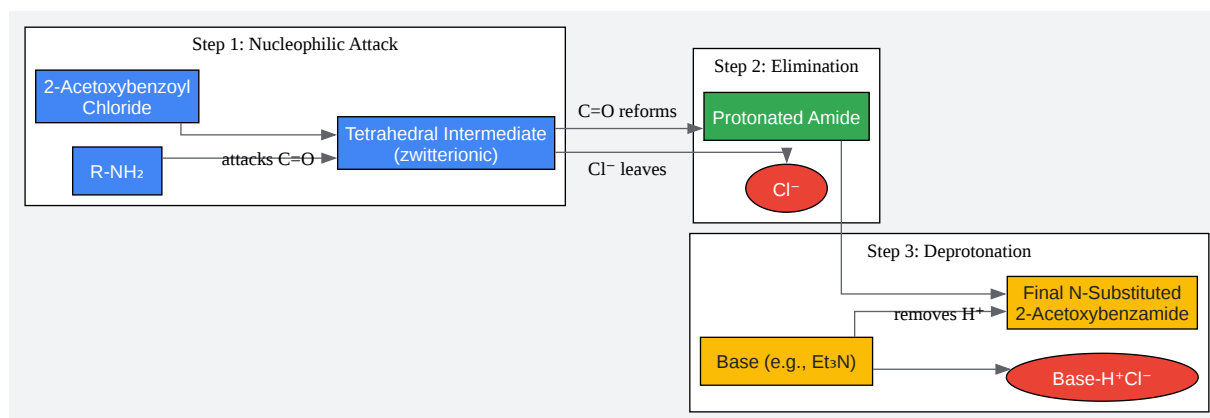 Step 1: Nucleophilic Attack
2-Acetoxybenzoyl
Chloride
R-NH₂
attacks C=O
Tetrahedral Intermediate
(zwitterionic)
C=O reforms
Cl⁻ leaves
Step 2: Elimination
Protonated Amide
Cl⁻
Step 3: Deprotonation
Final N-Substituted
2-Acetoxybenzamide
removes H⁺
Base (e.g., Et₃N)
Base-H⁺Cl⁻